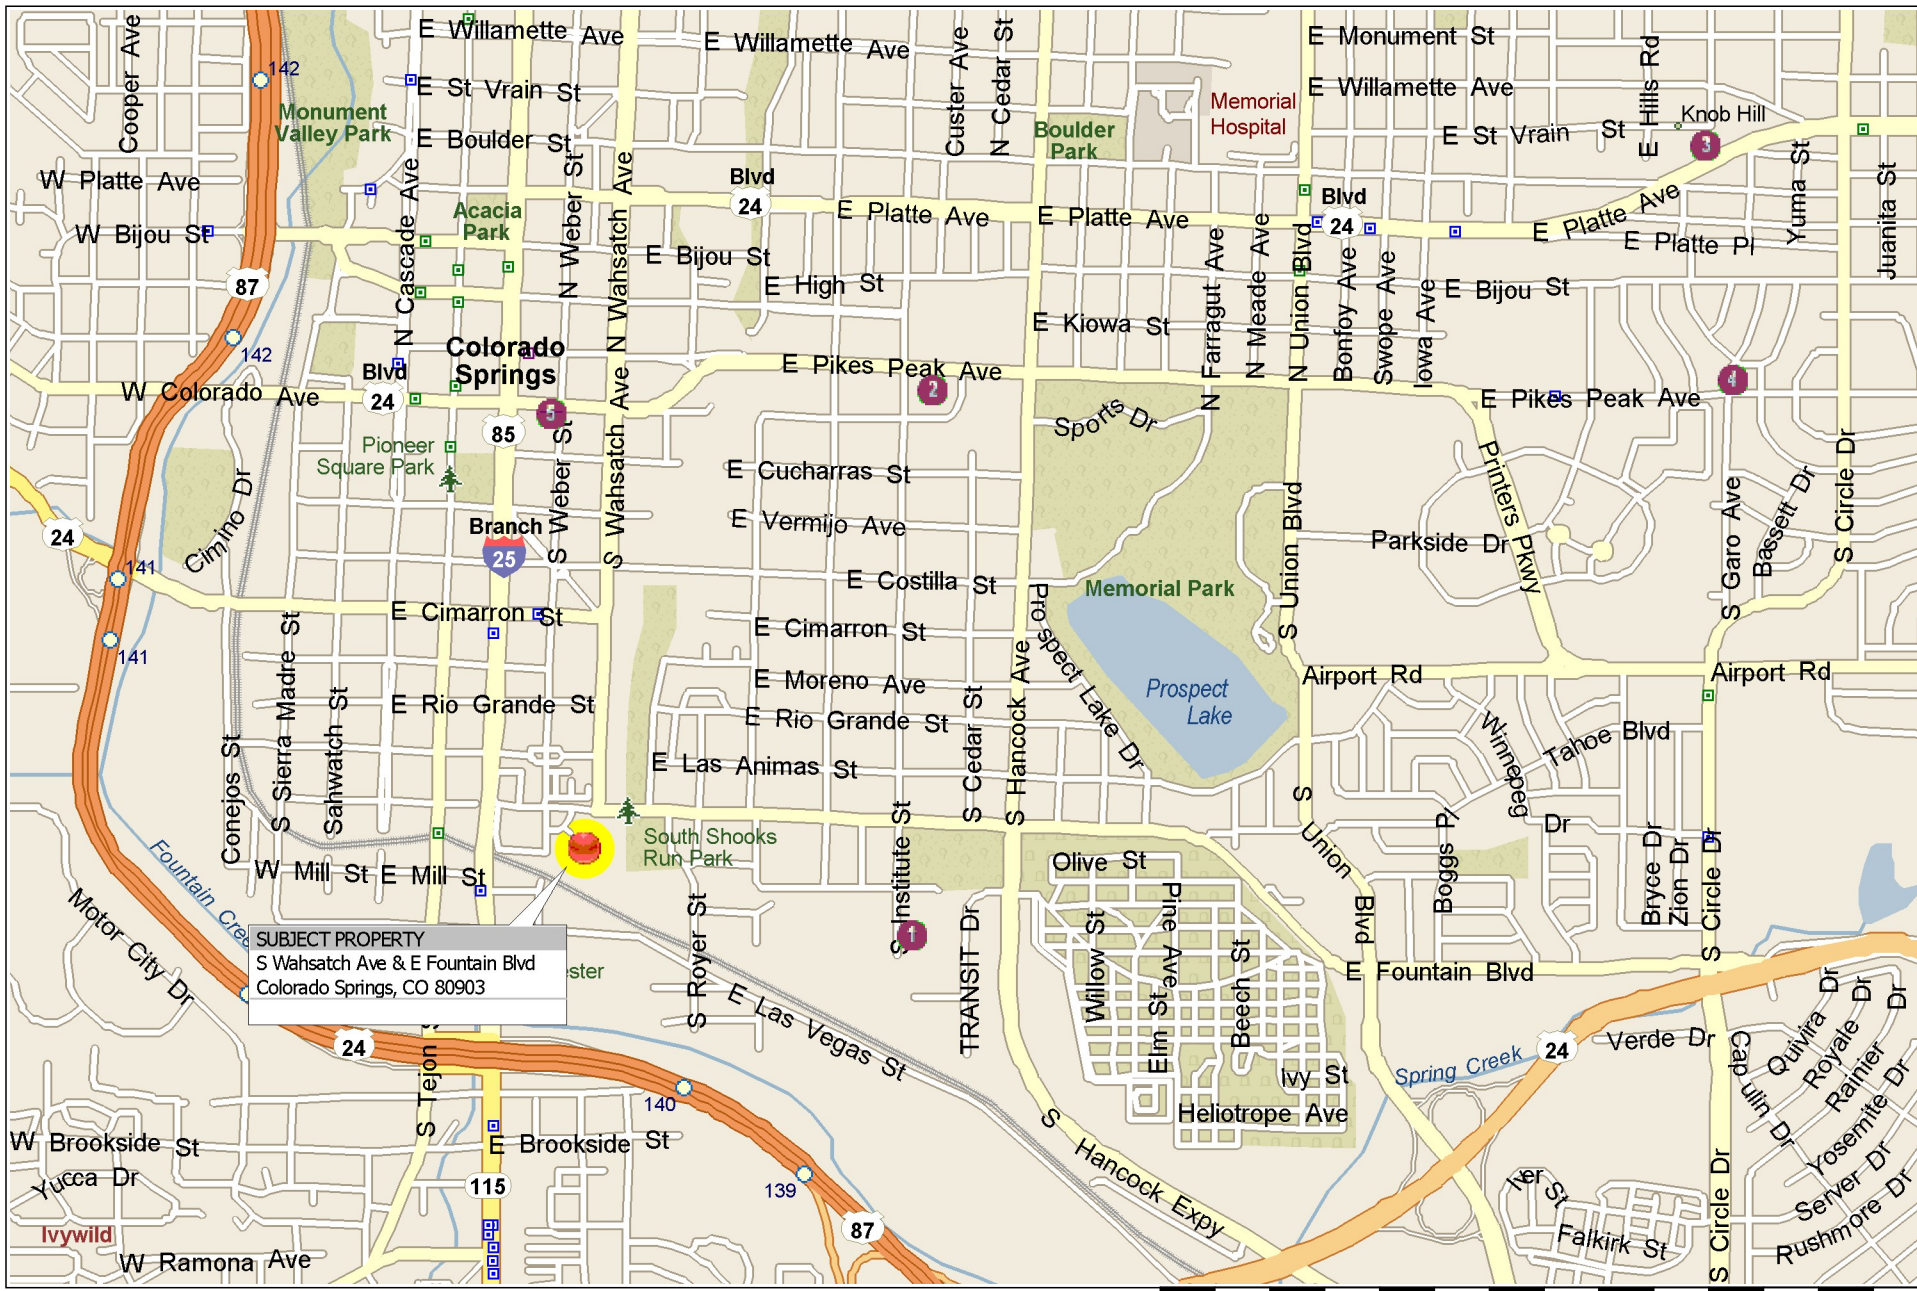 E Willamette Ave
E Willamette Ave
E Monument St
142
Cooper Ave
Custer Ave
N Cedar St
E Hills Rd
E St Vrain St
E Willamette Ave
Monument
Valley Park
Memorial
Hospital
Knob Hill
E Boulder St
Boulder
Park
E St Vrain St
3
W Platte Ave
Blvd
24
Blvd
24
E Platte Ave
E Platte Ave
E Platte Ave
Acacia
Park
W Bijou St
N Cascade Ave
N Weber St
N Wahsatch Ave
E Bijou St
E Platte Pl
Yuma St
Juanita St
87
E High St
E Bijou St
N Farragut Ave
N Meade Ave
N Union Blvd
Bonfoy Ave
Swope Ave
Iowa Ave
E Kiowa St
142
Colorado
Springs
E Pikes Peak Ave
2
4
W Colorado Ave
Blvd
24
5
E Pikes Peak Ave
85
Sports Dr
Pioneer
Square Park
E Cucharras St
Cimino Dr
S Weber St
S Wahsatch Ave
Printers Pkwy
S Garo Ave
Bassett Dr
S Circle Dr
24
Branch
25
E Vermijo Ave
S Union Blvd
Parkside Dr
141
E Costilla St
Memorial Park
E Cimarron St
E Cimarron St
141
Prospect Lake Dr
S Hancock Ave
Airport Rd
Airport Rd
E Moreno Ave
Prospect
Lake
E Rio Grande St
E Rio Grande St
S Sierra Madre St
Sahwatch St
Conejos St
S Cedar St
Winnepeg Dr
Tahoe Blvd
E Las Animas St
S Union Blvd
South Shooks
Run Park
S Institute St
Olive St
Boggs Pl
Bryce Dr
Zion Dr
S Circle Dr
Fountain Creek
W Mill St
E Mill St
Motor City Dr
S Royer St
1
TRANSIT Dr
Willow St
Pine Ave
Elm St
Beech St
SUBJECT PROPERTY
S Wahsatch Ave & E Fountain Blvd
Colorado Springs, CO 80903
ester
E Fountain Blvd
E Las Vegas St
24
S Tejon
Ivy St
Spring Creek
24
Verde Dr
Capulin Dr
Quivira Dr
Royale Dr
Rainier Dr
Yosemite Dr
Server Dr
Rushmore Dr
140
Heliotrope Ave
W Brookside St
E Brookside St
S Hancock Expy
Yucca Dr
115
139
Iver St
S Circle Dr
Ivywild
87
Falkirk St
W Ramona Ave